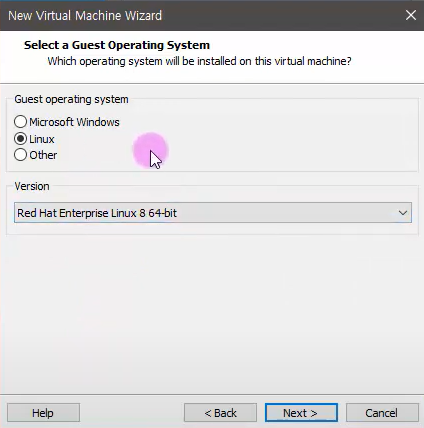 New Virtual Machine Wizard
Select a Guest Operating System
Which operating system will be installed on this virtual machine?
Guest operating system
Microsoft Windows
Linux
Other
Version
Red Hat Enterprise Linux 8 64-bit
Help
< Back
Next >
Cancel